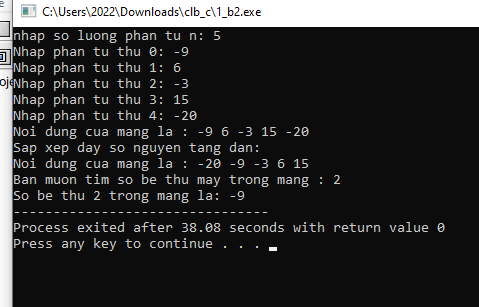 C:\Users\2022\Downloads\clb_c\1_b2.exe
nhap so luong phan tu n: 5
Nhap phan tu thu 0: -9
Nhap phan tu thu 1: 6
Nhap phan tu thu 2: -3
Nhap phan tu thu 3: 15
Nhap phan tu thu 4: -20
Noi dung cua mang la : -9 6 -3 15 -20
Sap xep day so nguyen tang dan:
Noi dung cua mang la : -20 -9 -3 6 15
Ban muon tim so be thu may trong mang : 2
So be thu 2 trong mang la: -9
--------------------------------
Process exited after 38.08 seconds with return value 0
Press any key to continue . . .